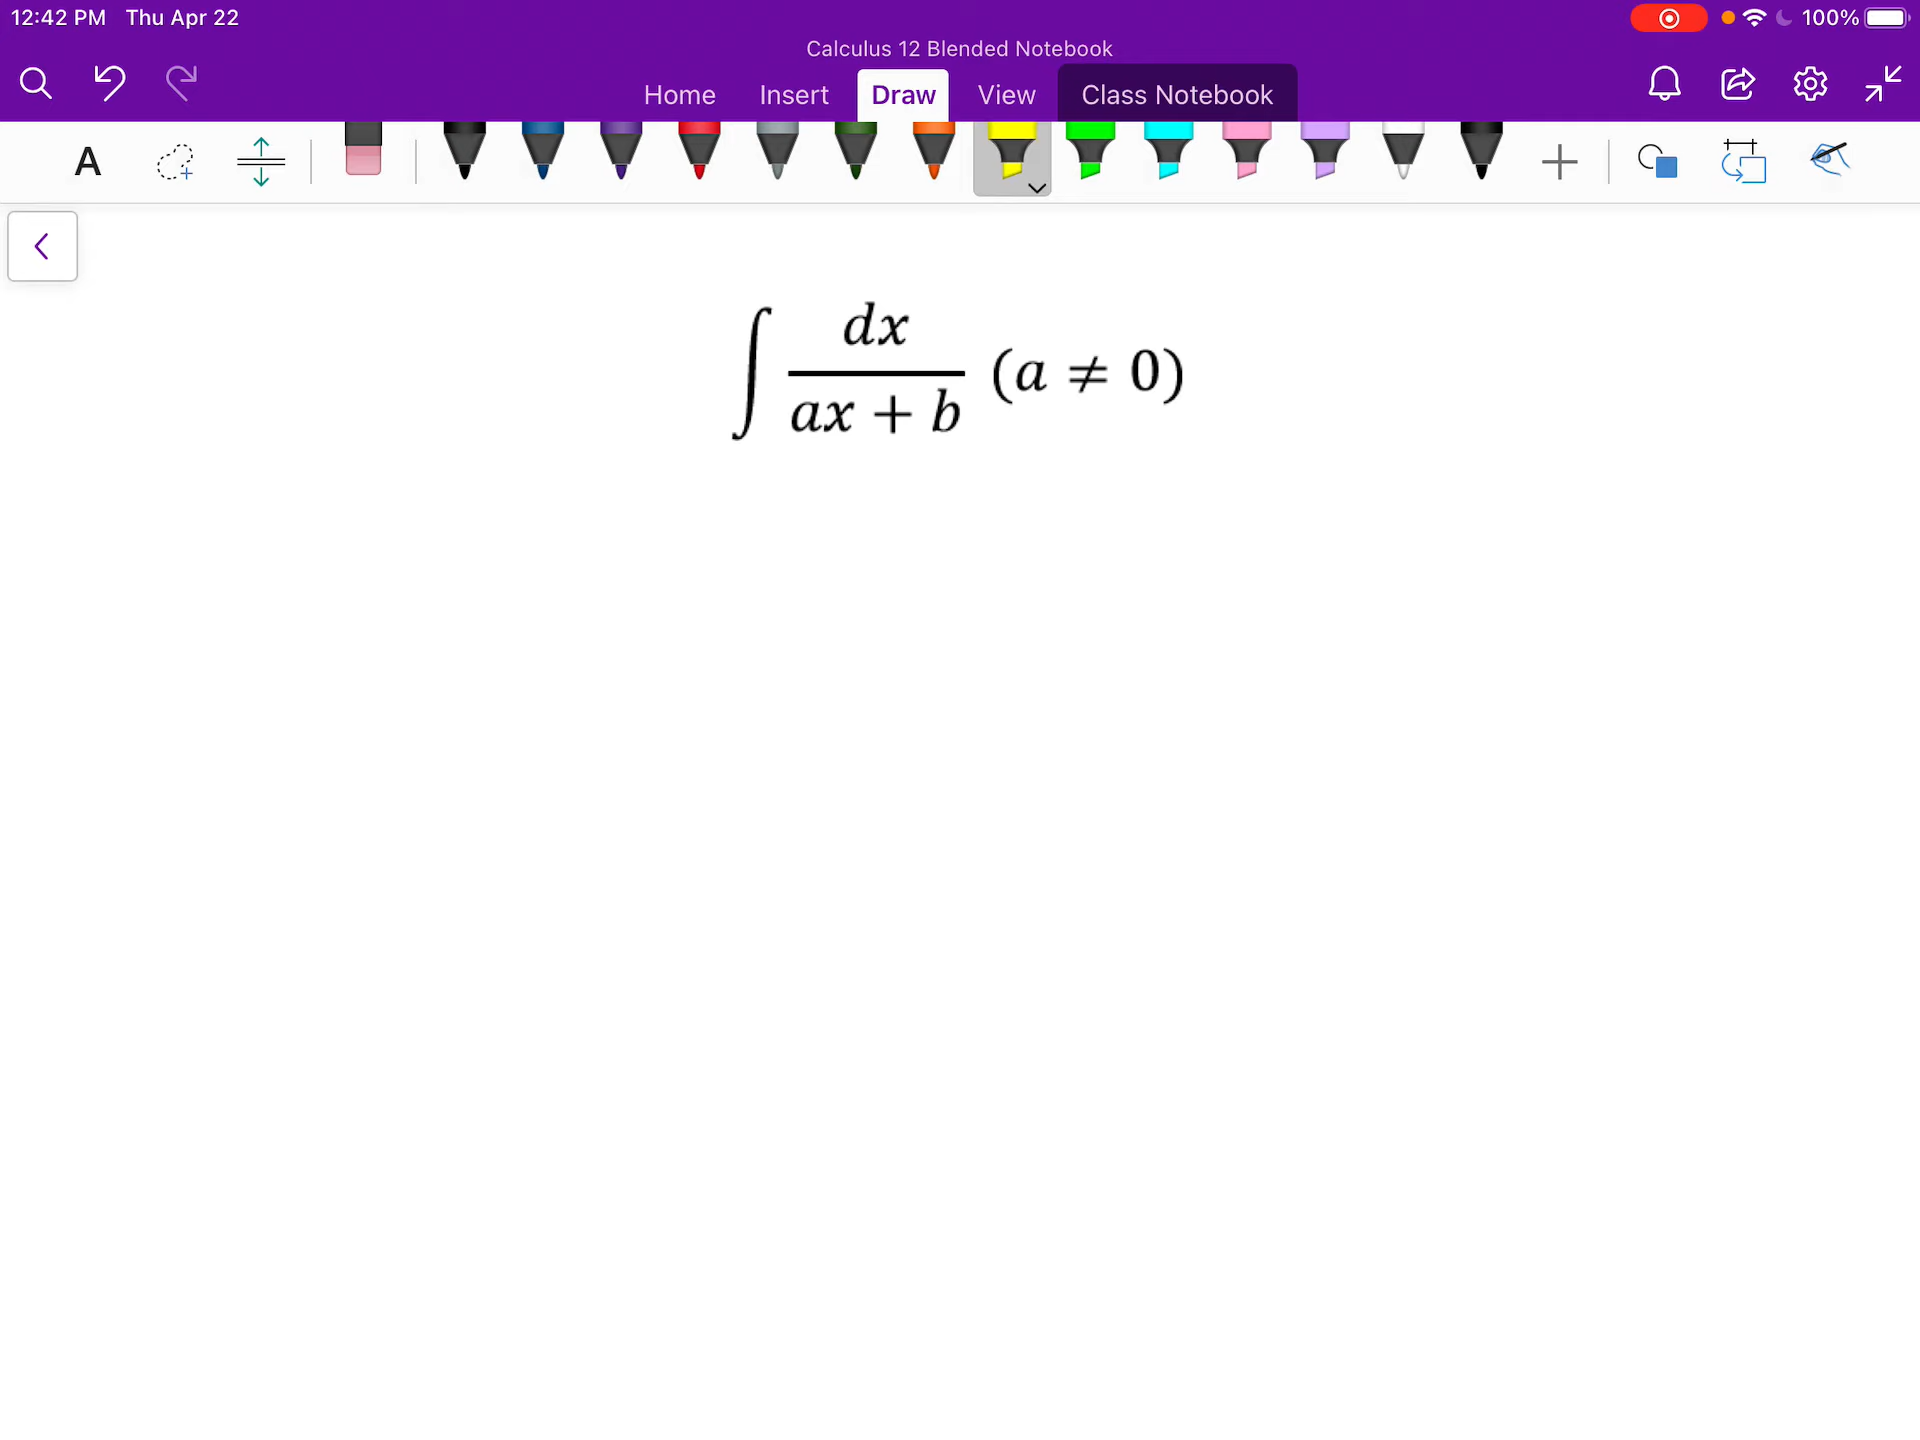 12:42 PM Thu Apr 22
100%
Calculus 12 Blended Notebook
Home Insert Draw View Class Notebook
A
∫ dx / (ax + b) (a ≠ 0)